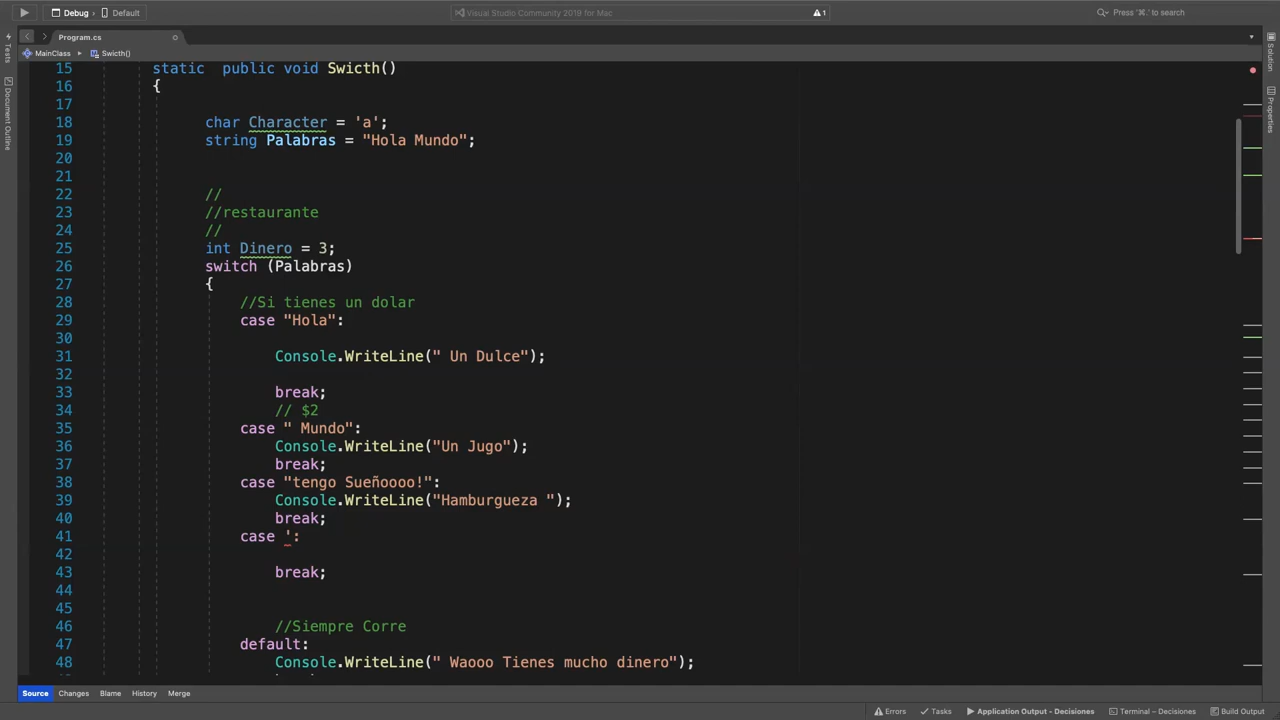 Debug > Default
Visual Studio Community 2019 for Mac
1
Press '⌘.' to search
Program.cs
MainClass ▸ Swicth()
Tests
Document Outline
Solution
Properties
15 static  public void Swicth()
16 {
17
18 char Character = 'a';
19 string Palabras = "Hola Mundo";
20
21
22 //
23 //restaurante
24 //
25 int Dinero = 3;
26 switch (Palabras)
27 {
28 //Si tienes un dolar
29 case "Hola":
30
31 Console.WriteLine(" Un Dulce");
32
33 break;
34 // $2
35 case " Mundo":
36 Console.WriteLine("Un Jugo");
37 break;
38 case "tengo Sueñoooo!":
39 Console.WriteLine("Hamburgueza ");
40 break;
41 case ':
42
43 break;
44
45
46 //Siempre Corre
47 default:
48 Console.WriteLine(" Waooo Tienes mucho dinero");
Source Changes Blame History Merge
Errors Tasks Application Output - Decisiones Terminal – Decisiones Build Output